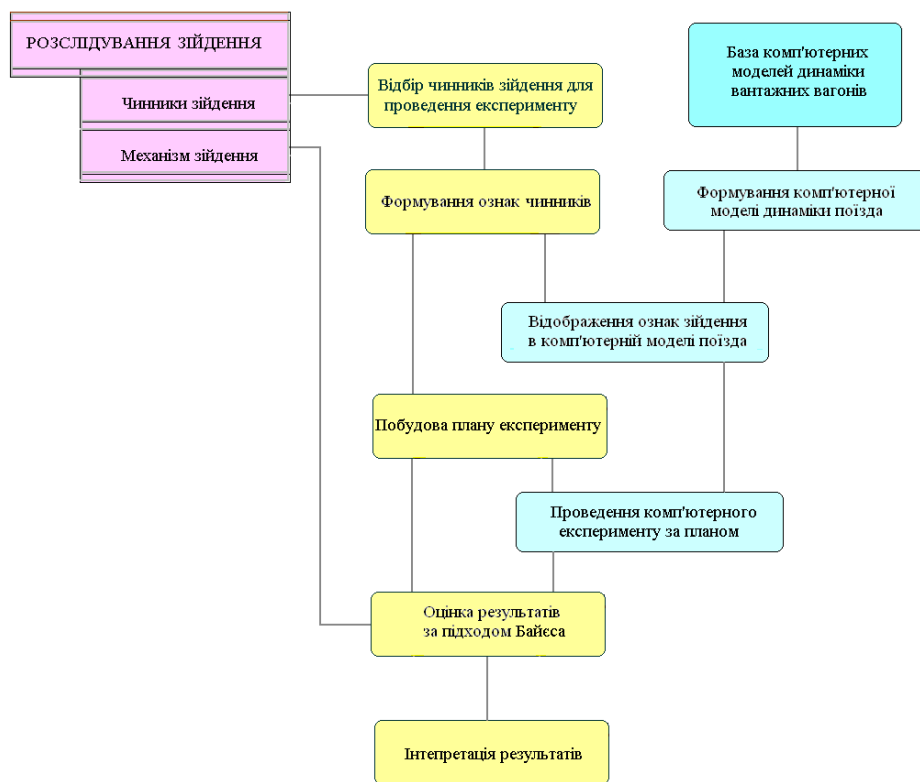 РОЗСЛІДУВАННЯ ЗІЙДЕННЯ
Чинники зійдення
Механізм зійдення
Відбір чинників зійдення для
проведення експерименту
База комп'ютерних
моделей динаміки
вантажних вагонів
Формування ознак чинників
Формування комп'ютерної
моделі динаміки поїзда
Відображення ознак зійдення
в комп'ютерній моделі поїзда
Побудова плану експерименту
Проведення комп'ютерного
експерименту за планом
Оцінка результатів
за підходом Байєса
Інтепретація результатів